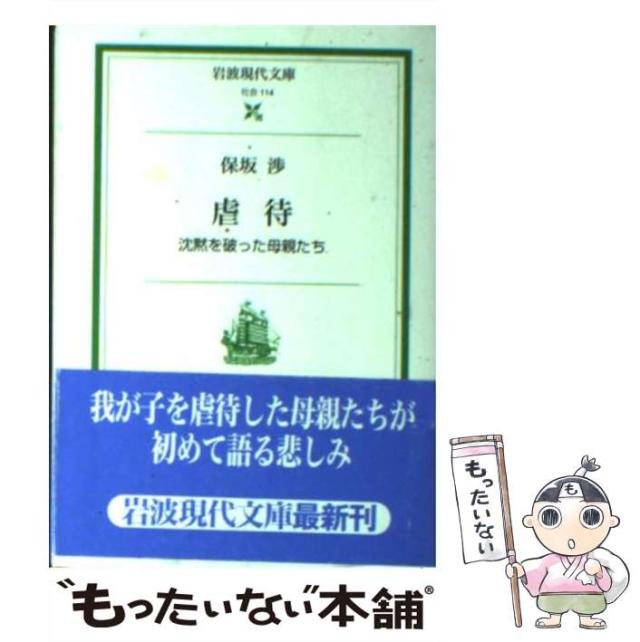 岩波現代文庫
社会 114
保坂 渉
虐待
沈黙を破った母親たち
我が子を虐待した母親たちが
初めて語る悲しみ
岩波現代文庫最新刊
もったいない
も
"もったいない"本舗®